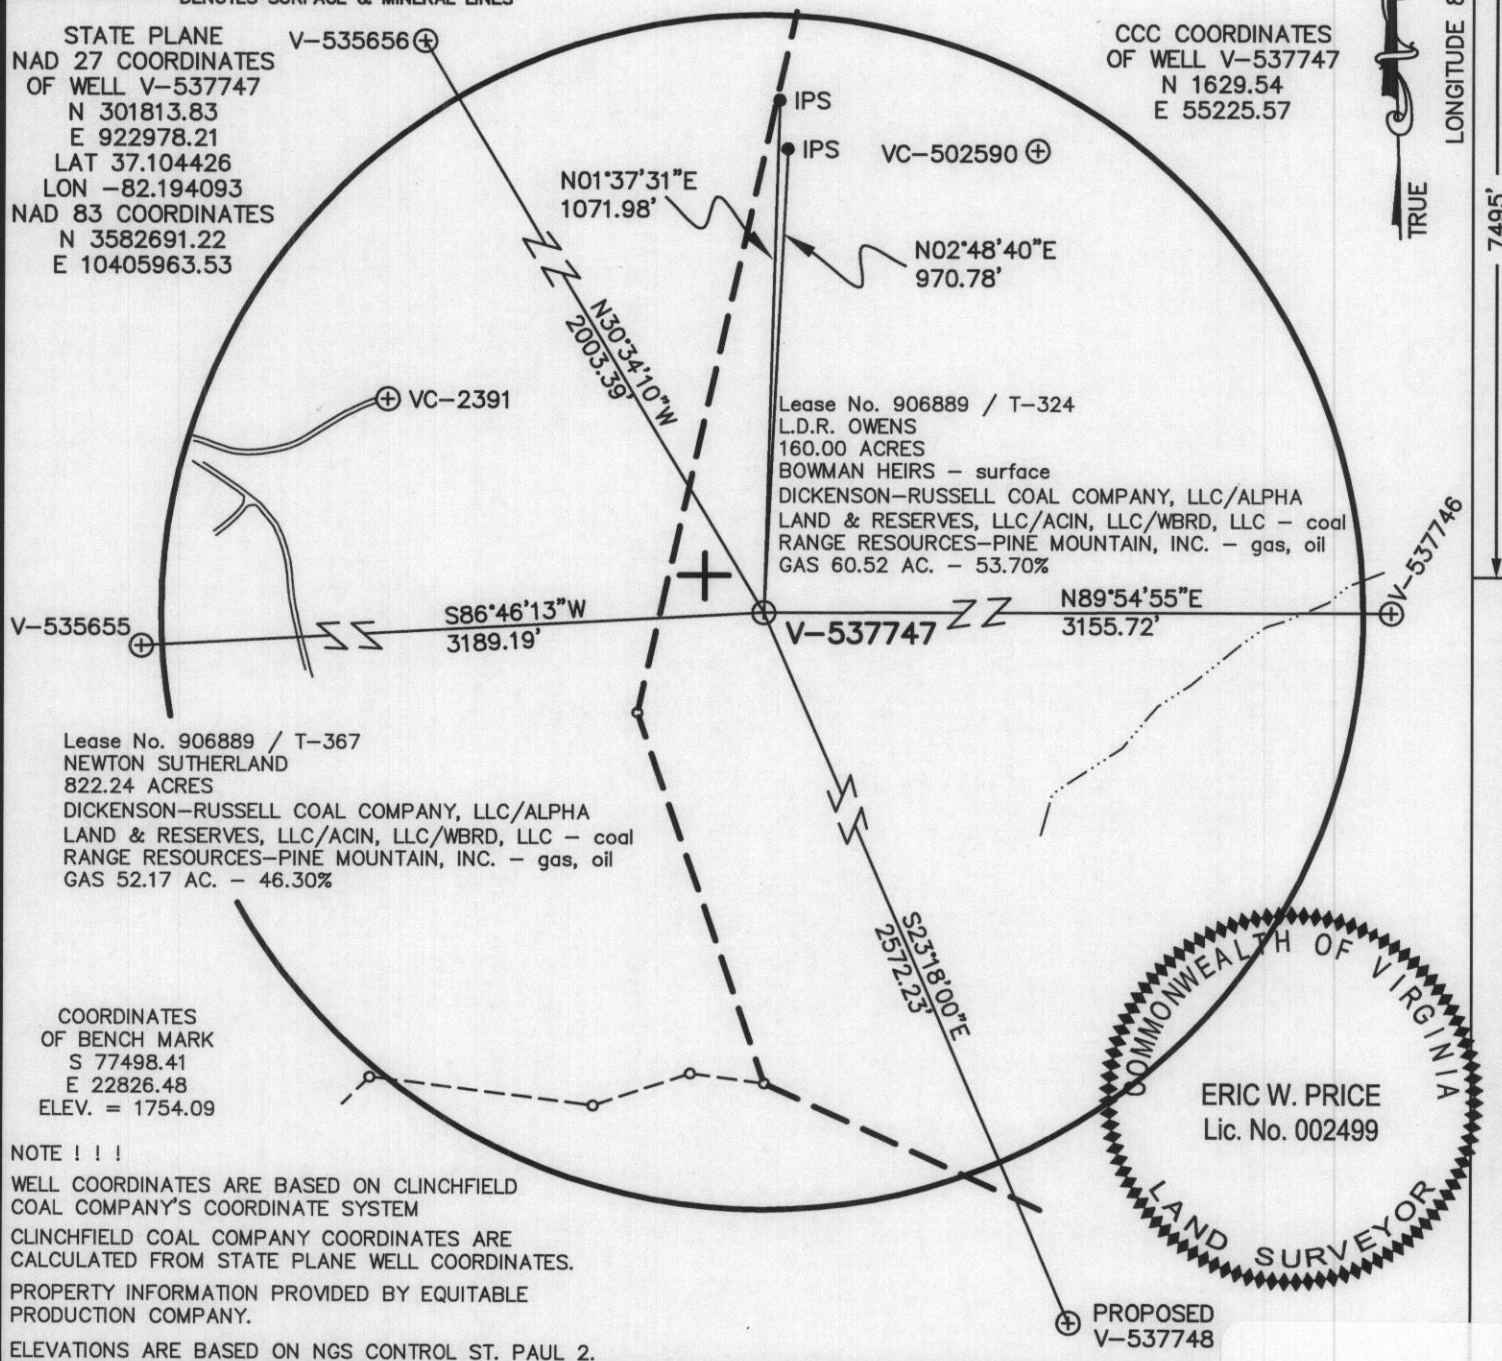 DENOTES SURFACE & MINERAL LINES
STATE PLANE
NAD 27 COORDINATES
OF WELL V-537747
N 301813.83
E 922978.21
LAT 37.104426
LON -82.194093
NAD 83 COORDINATES
N 3582691.22
E 10405963.53
V-535656
CCC COORDINATES
OF WELL V-537747
N 1629.54
E 55225.57
LONGITUDE 8
TRUE
7495'
IPS
IPS
VC-502590
N01°37'31"E
1071.98'
N02°48'40"E
970.78'
N30°34'10"W
2003.39'
VC-2391
Lease No. 906889 / T-324
L.D.R. OWENS
160.00 ACRES
BOWMAN HEIRS - surface
DICKENSON-RUSSELL COAL COMPANY, LLC/ALPHA
LAND & RESERVES, LLC/ACIN, LLC/WBRD, LLC - coal
RANGE RESOURCES-PINE MOUNTAIN, INC. - gas, oil
GAS 60.52 AC. - 53.70%
V-537746
V-535655
S86°46'13"W
3189.19'
V-537747
N89°54'55"E
3155.72'
Lease No. 906889 / T-367
NEWTON SUTHERLAND
822.24 ACRES
DICKENSON-RUSSELL COAL COMPANY, LLC/ALPHA
LAND & RESERVES, LLC/ACIN, LLC/WBRD, LLC - coal
RANGE RESOURCES-PINE MOUNTAIN, INC. - gas, oil
GAS 52.17 AC. - 46.30%
S23°18'00"E
2572.23'
COORDINATES
OF BENCH MARK
S 77498.41
E 22826.48
ELEV. = 1754.09
COMMONWEALTH OF VIRGINIA
ERIC W. PRICE
Lic. No. 002499
LAND SURVEYOR
NOTE ! ! !
WELL COORDINATES ARE BASED ON CLINCHFIELD
COAL COMPANY'S COORDINATE SYSTEM
CLINCHFIELD COAL COMPANY COORDINATES ARE
CALCULATED FROM STATE PLANE WELL COORDINATES.
PROPERTY INFORMATION PROVIDED BY EQUITABLE
PRODUCTION COMPANY.
ELEVATIONS ARE BASED ON NGS CONTROL ST. PAUL 2.
PROPOSED
V-537748